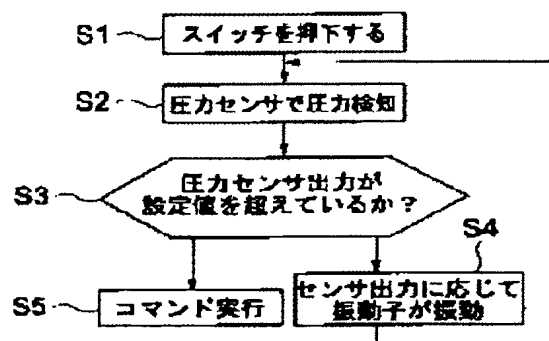 S1 スイッチを押下する
S2 圧力センサで圧力検知
S3 圧力センサ出力が
設定値を超えているか？
S4
S5 コマンド実行
センサ出力に応じて
振動子が振動